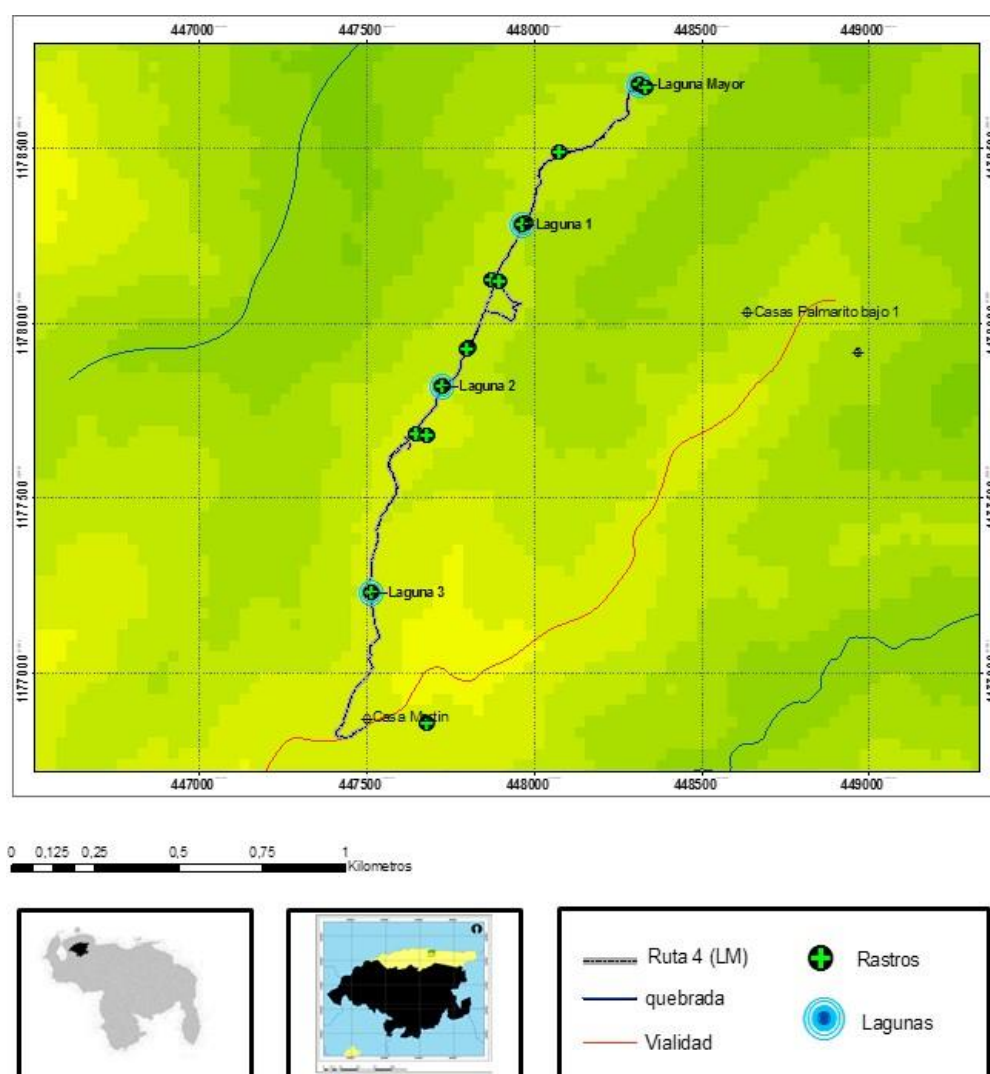 447000 447500 448000 448500 449000
Laguna Mayor
1178500
Laguna 1
1178000
Casas Palmarito bajo 1
Laguna 2
1177500
Laguna 3
1177000
Casa Martin
447000 447500 448000 448500 449000
0 0,125 0,25 0,5 0,75 1
Kilometros
Ruta 4 (LM)
Rastros
quebrada
Lagunas
Vialidad